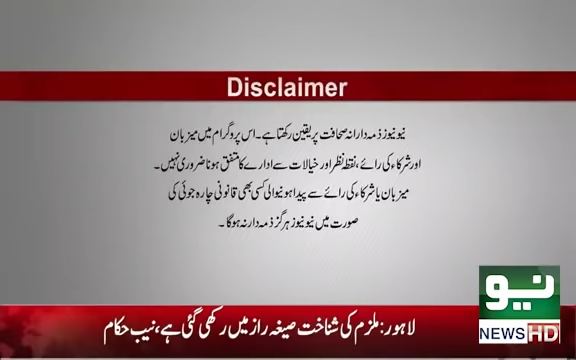 Disclaimer
نیو نیوز ذمہ دارانہ صحافت پر یقین رکھتا ہے۔ اس پروگرام میں میزبان
اور شرکاء کی رائے، نقطہ نظر اور خیالات سے ادارے کا متفق ہونا ضروری نہیں۔
میزبان یا شرکاء کی رائے سے پیدا ہونیوالی کسی بھی قانونی چارہ جوئی کی
صورت میں نیو نیوز ہرگز ذمہ دار نہ ہوگا۔
نیو
NEWS HD
لاہور: ملزم کی شناخت صیغہ راز میں رکھی گئی ہے، نیب حکام